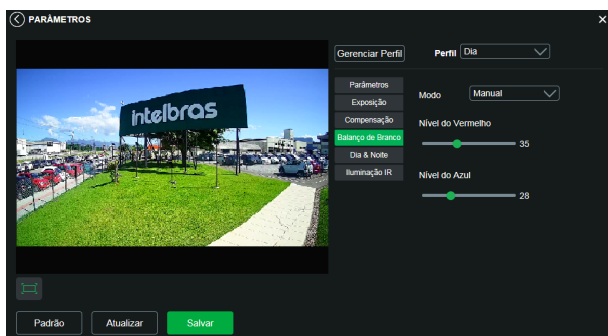 PARÂMETROS
Gerenciar Perfil
Perfil Dia
intelbras
Parâmetros
Exposição
Compensação
Balanço de Branco
Dia & Noite
Iluminação IR
Modo Manual
Nível do Vermelho
35
Nível do Azul
28
Padrão Atualizar Salvar